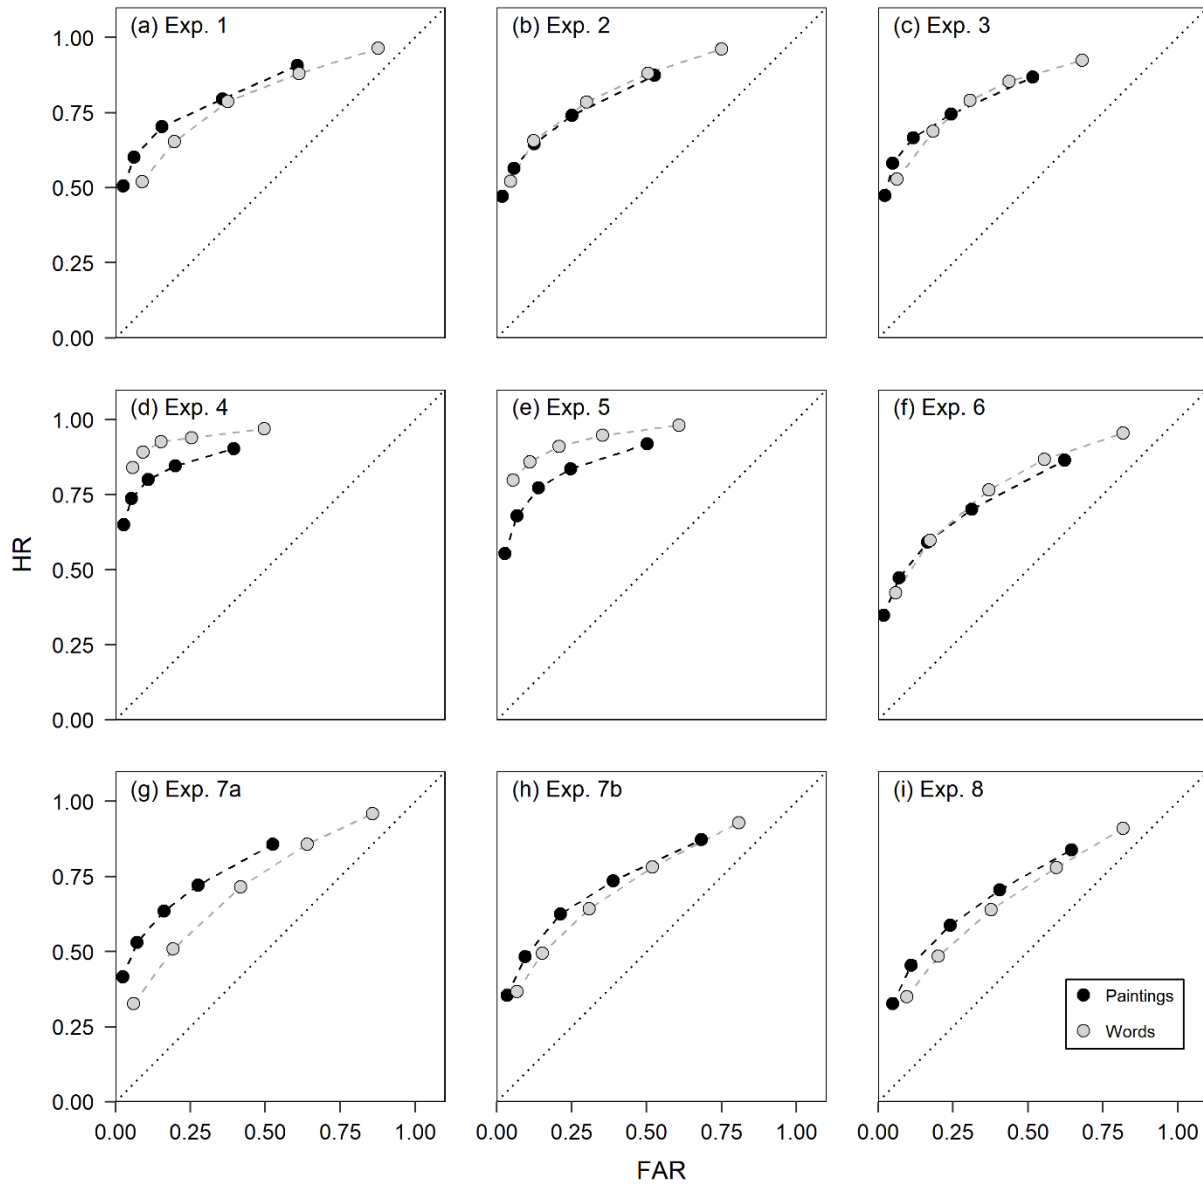 (a) Exp. 1
(b) Exp. 2
(c) Exp. 3
1.00
0.75
0.50
0.25
0.00
(d) Exp. 4
(e) Exp. 5
(f) Exp. 6
1.00
0.75
0.50
0.25
0.00
HR
(g) Exp. 7a
(h) Exp. 7b
(i) Exp. 8
1.00
0.75
0.50
0.25
0.00
Paintings
Words
0.00 0.25 0.50 0.75 1.00
0.00 0.25 0.50 0.75 1.00
0.00 0.25 0.50 0.75 1.00
FAR